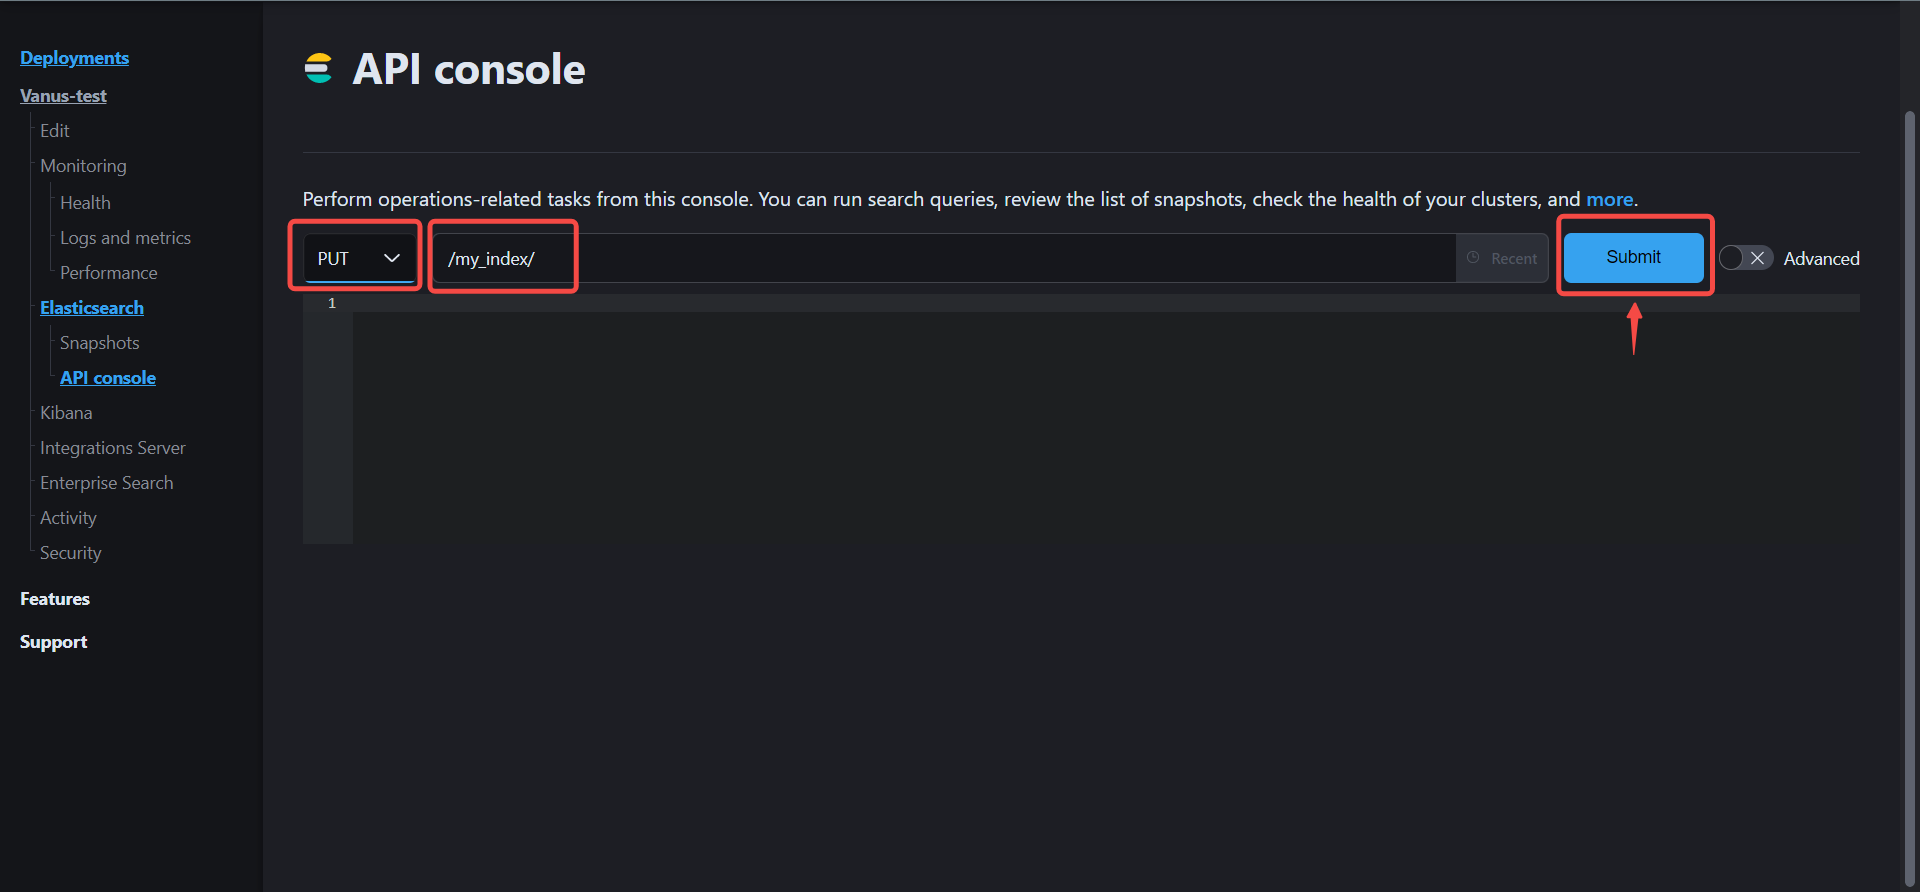 Deployments
Vanus-test
Edit
Monitoring
Health
Logs and metrics
Performance
Elasticsearch
Snapshots
API console
Kibana
Integrations Server
Enterprise Search
Activity
Security
Features
Support
API console
Perform operations-related tasks from this console. You can run search queries, review the list of snapshots, check the health of your clusters, and more.
PUT /my_index/ Recent Submit Advanced
1